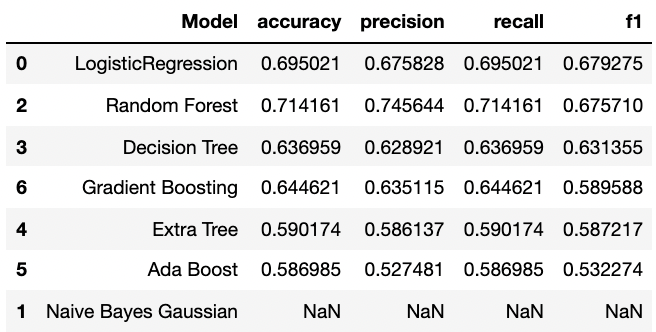 Model accuracy precision recall f1
0 LogisticRegression 0.695021 0.675828 0.695021 0.679275
2 Random Forest 0.714161 0.745644 0.714161 0.675710
3 Decision Tree 0.636959 0.628921 0.636959 0.631355
6 Gradient Boosting 0.644621 0.635115 0.644621 0.589588
4 Extra Tree 0.590174 0.586137 0.590174 0.587217
5 Ada Boost 0.586985 0.527481 0.586985 0.532274
1 Naive Bayes Gaussian NaN NaN NaN NaN